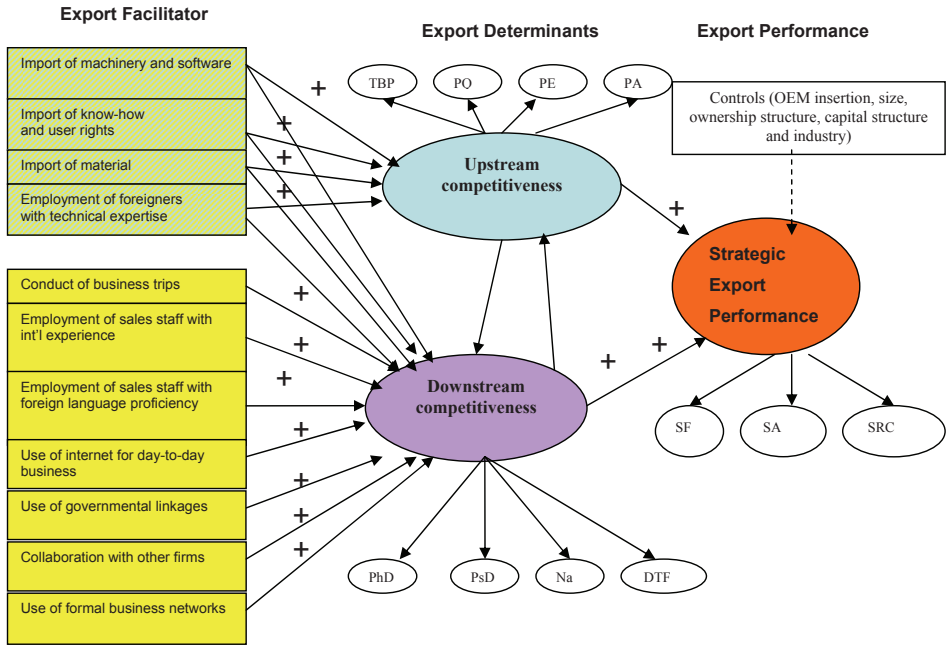 Export Facilitator
Export Determinants
Export Performance
Import of machinery and software
Import of know-how
and user rights
Import of material
Employment of foreigners
with technical expertise
Conduct of business trips
Employment of sales staff with
int'l experience
Employment of sales staff with
foreign language proficiency
Use of internet for day-to-day
business
Use of governmental linkages
Collaboration with other firms
Use of formal business networks
+
+
+
+
+
+
+
+
+
+
TBP
PQ
PE
PA
Upstream
competitiveness
Downstream
competitiveness
PhD
PsD
Na
DTF
+
+
+
Controls (OEM insertion, size,
ownership structure, capital structure
and industry)
Strategic
Export
Performance
SF
SA
SRC